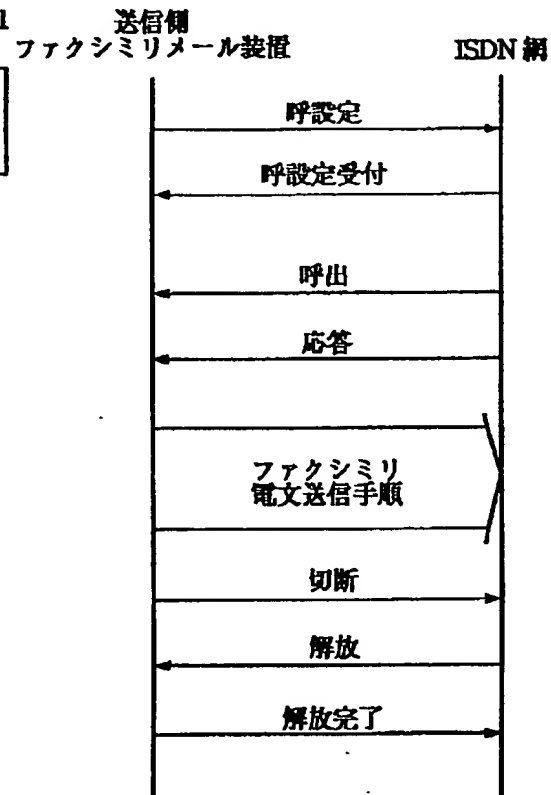 1
送信側
ファクシミリメール装置
ISDN網
呼設定
呼設定受付
呼出
応答
ファクシミリ
電文送信手順
切断
解放
解放完了